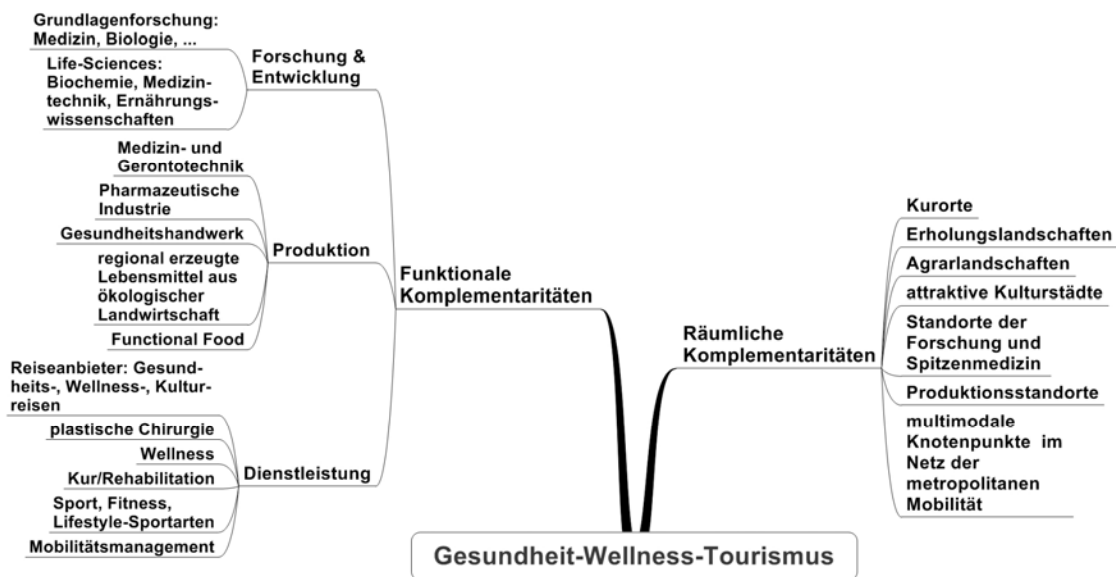 Grundlagenforschung:
Medizin, Biologie, ...
Life-Sciences:
Biochemie, Medizin-
technik, Ernährungs-
wissenschaften
Forschung &
Entwicklung
Medizin- und
Gerontotechnik
Pharmazeutische
Industrie
Gesundheitshandwerk
regional erzeugte
Lebensmittel aus
ökologischer
Landwirtschaft
Functional Food
Produktion
Reiseanbieter: Gesund-
heits-, Wellness-, Kultur-
reisen
plastische Chirurgie
Wellness
Kur/Rehabilitation
Sport, Fitness,
Lifestyle-Sportarten
Mobilitätsmanagement
Dienstleistung
Funktionale
Komplementaritäten
Räumliche
Komplementaritäten
Kurorte
Erholungslandschaften
Agrarlandschaften
attraktive Kulturstädte
Standorte der
Forschung und
Spitzenmedizin
Produktionsstandorte
multimodale
Knotenpunkte im
Netz der
metropolitanen
Mobilität
Gesundheit-Wellness-Tourismus